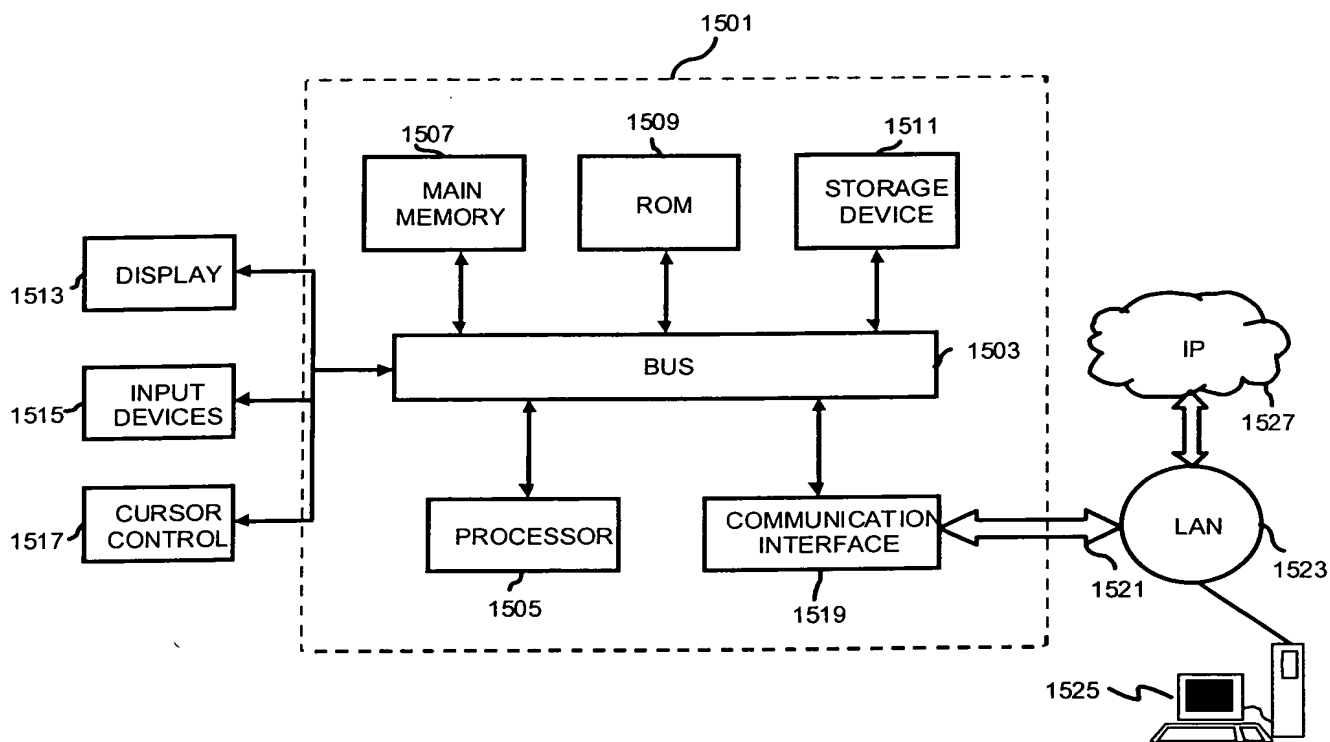 1501
1507
1509
1511
MAIN
MEMORY
ROM
STORAGE
DEVICE
DISPLAY
1513
BUS
1503
IP
1527
INPUT
DEVICES
1515
CURSOR
CONTROL
1517
PROCESSOR
1505
COMMUNICATION
INTERFACE
1519
1521
LAN
1523
1525